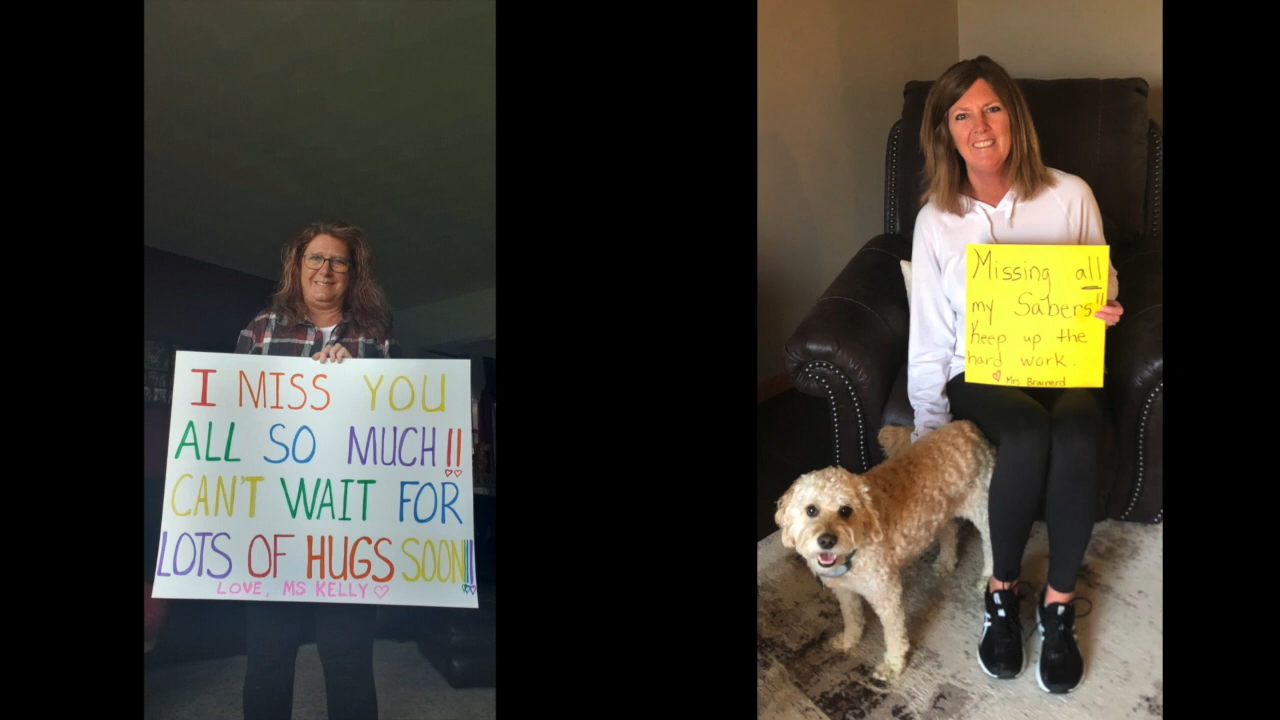 I MISS YOU
ALL SO MUCH!!
CAN'T WAIT FOR
LOTS OF HUGS SOON!!
LOVE, MS KELLY♡
Missing all
my Sabers!!
Keep up the
hard work.
♡ Mrs Brainerd